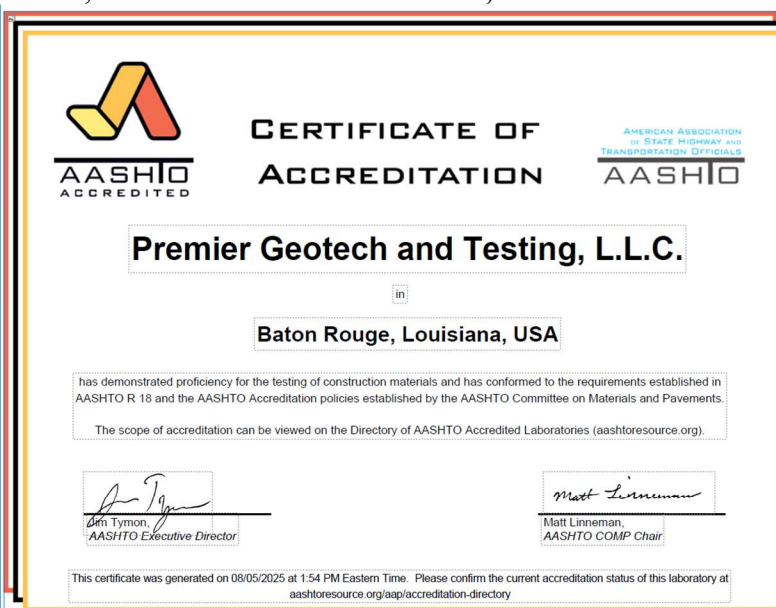 CERTIFICATE OF
ACCREDITATION
AASHTO
ACCREDITED
AMERICAN ASSOCIATION
OF STATE HIGHWAY AND
TRANSPORTATION OFFICIALS
AASHTO
Premier Geotech and Testing, L.L.C.
in
Baton Rouge, Louisiana, USA
has demonstrated proficiency for the testing of construction materials and has conformed to the requirements established in
AASHTO R 18 and the AASHTO Accreditation policies established by the AASHTO Committee on Materials and Pavements.
The scope of accreditation can be viewed on the Directory of AASHTO Accredited Laboratories (aashtoresource.org).
Jim Tymon,
AASHTO Executive Director
Matt Linneman
Matt Linneman,
AASHTO COMP Chair
This certificate was generated on 08/05/2025 at 1:54 PM Eastern Time. Please confirm the current accreditation status of this laboratory at
aashtoresource.org/aap/accreditation-directory